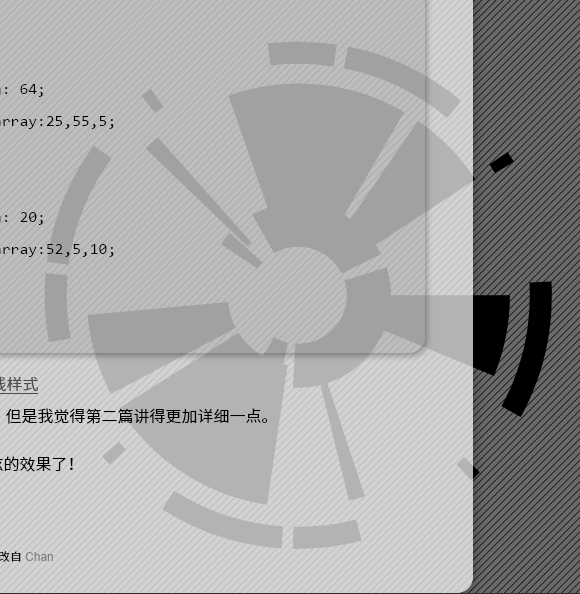 : 64;
rray:25,55,5;
: 20;
rray:52,5,10;
线样式
但是我觉得第二篇讲得更加详细一点。
的效果了!
改自 Chan